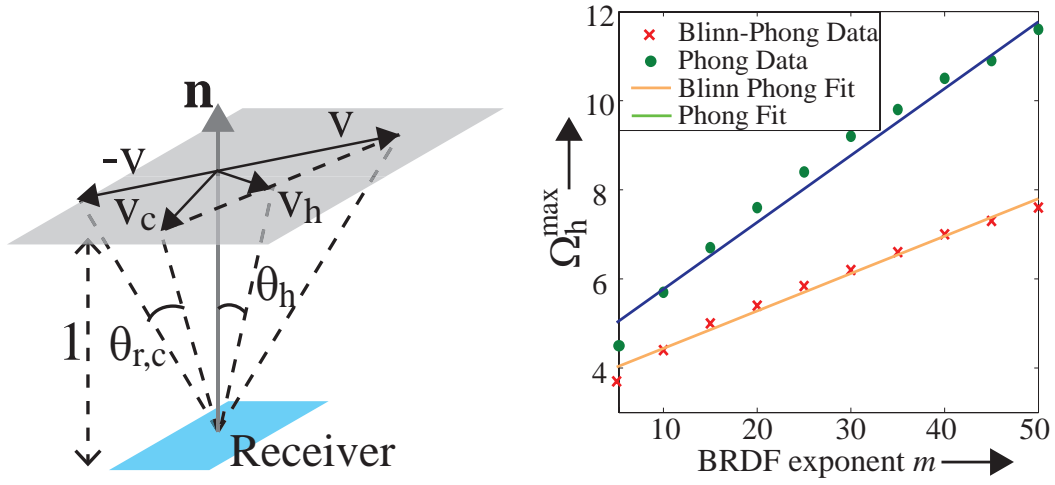 n
v
-v
v_c
v_h
θ_h
θ_r,c
1
Receiver
12
10
8
6
4
Ω_h^max
Blinn-Phong Data
Phong Data
Blinn Phong Fit
Phong Fit
10 20 30 40 50
BRDF exponent m